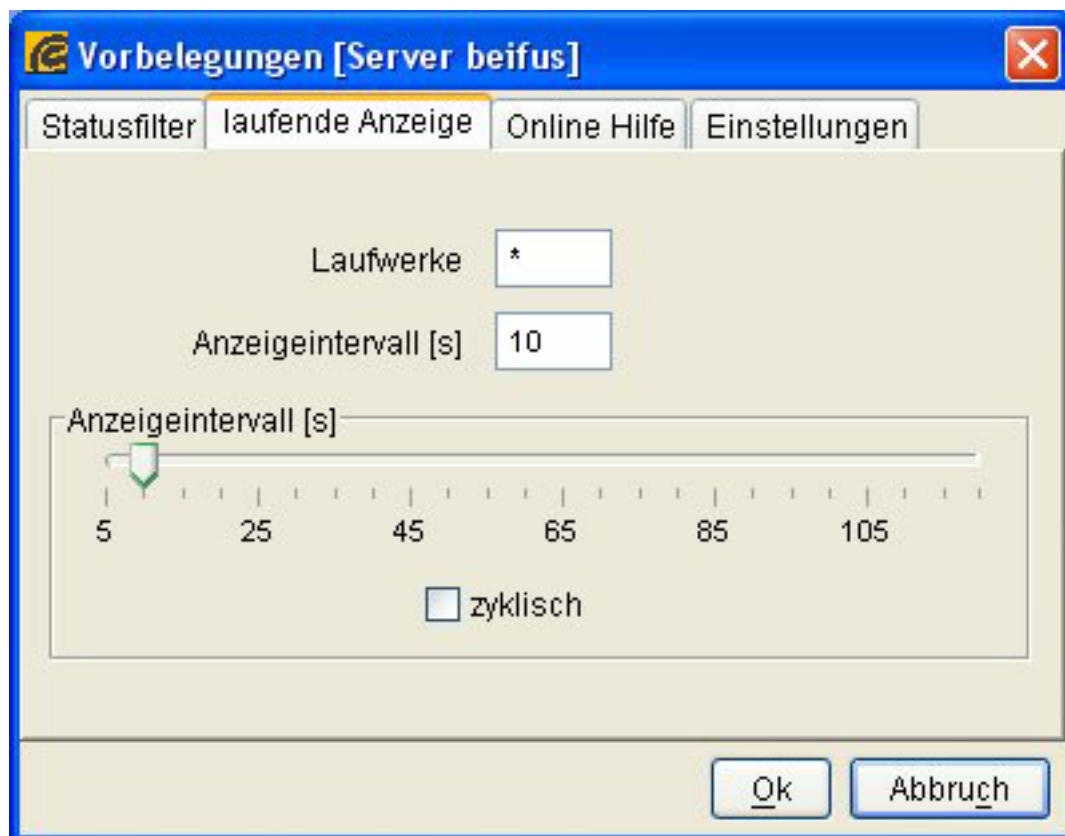 Vorbelegungen [Server beifus]
Statusfilter laufende Anzeige Online Hilfe Einstellungen
Laufwerke *
Anzeigeintervall [s] 10
Anzeigeintervall [s]
5 25 45 65 85 105
zyklisch
Ok Abbruch